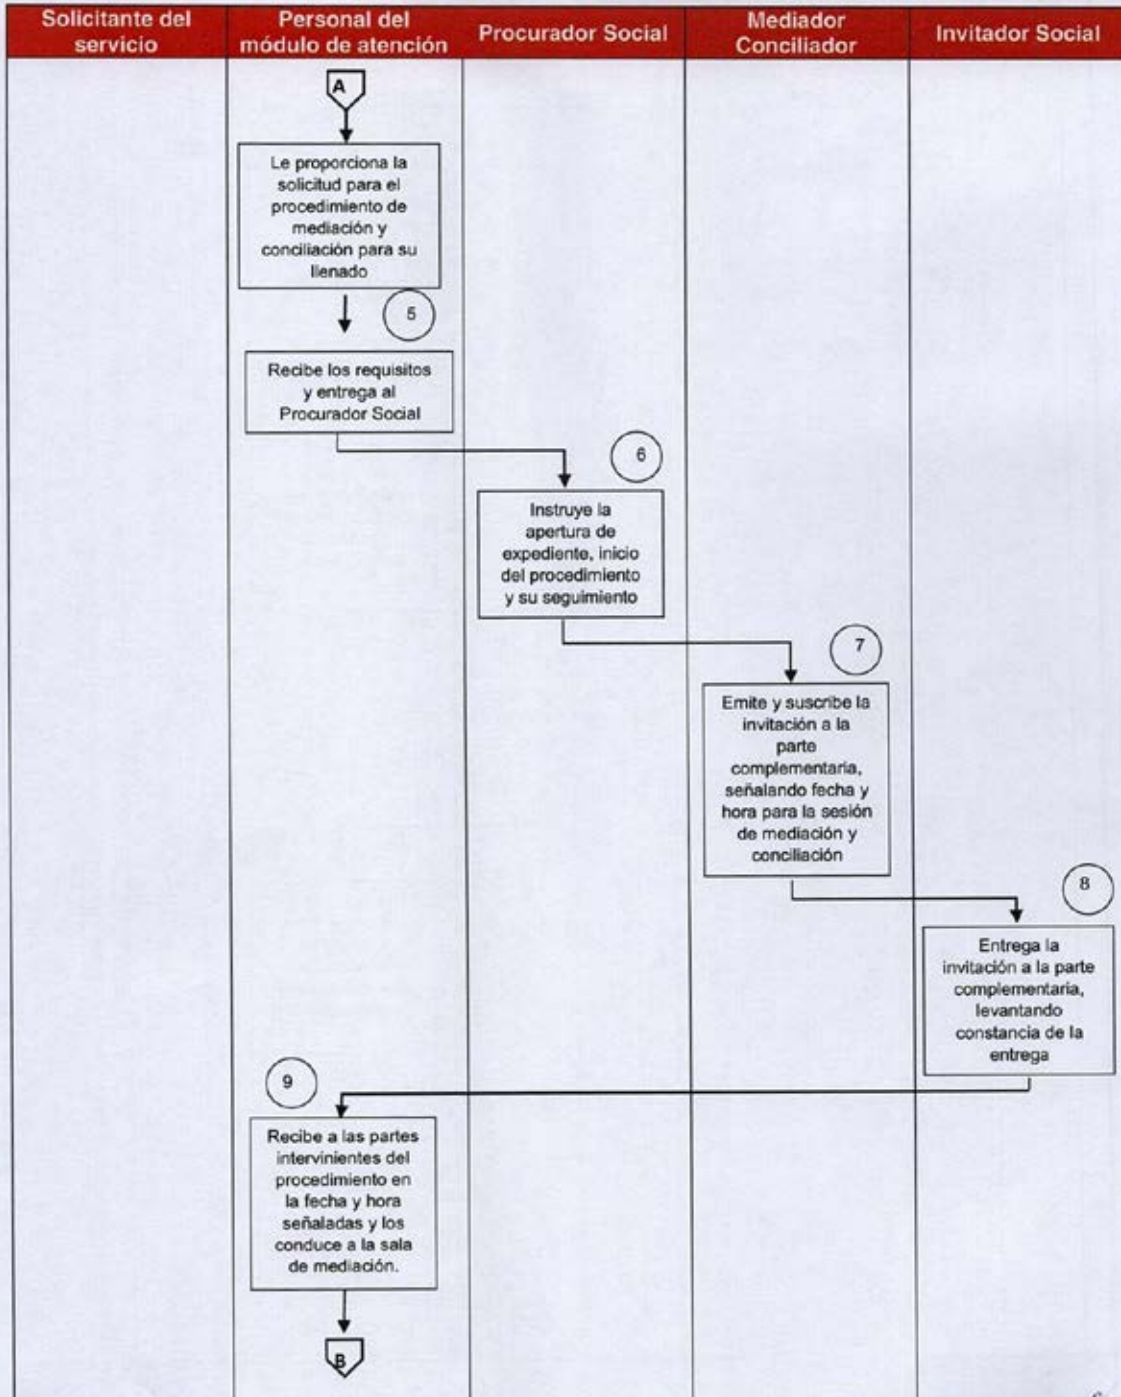 Solicitante del
servicio
Personal del
módulo de atención
Procurador Social
Mediador
Conciliador
Invitador Social
A
Le proporciona la
solicitud para el
procedimiento de
mediación y
conciliación para su
llenado
5
Recibe los requisitos
y entrega al
Procurador Social
6
Instruye la
apertura de
expediente, inicio
del procedimiento
y su seguimiento
7
Emite y suscribe la
invitación a la
parte
complementaria,
señalando fecha y
hora para la sesión
de mediación y
conciliación
8
Entrega la
invitación a la parte
complementaria,
levantando
constancia de la
entrega
9
Recibe a las partes
intervinientes del
procedimiento en
la fecha y hora
señaladas y los
conduce a la sala
de mediación.
B